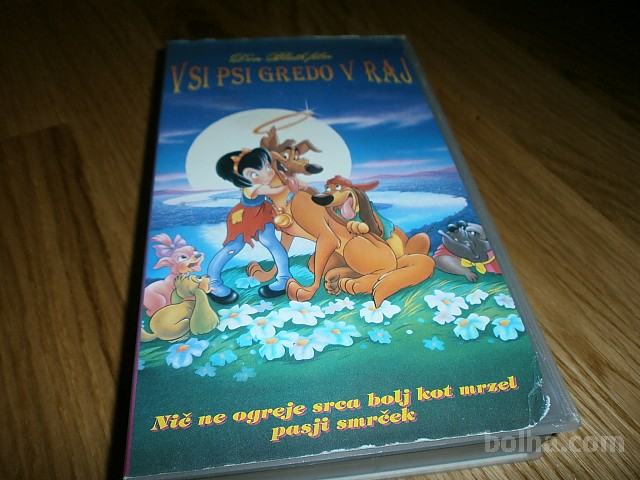 Don Bluth film
VSI PSI GREDO V RAJ
Nič ne ogreje srca bolj kot mrzel
pasji smrček
bolha.com